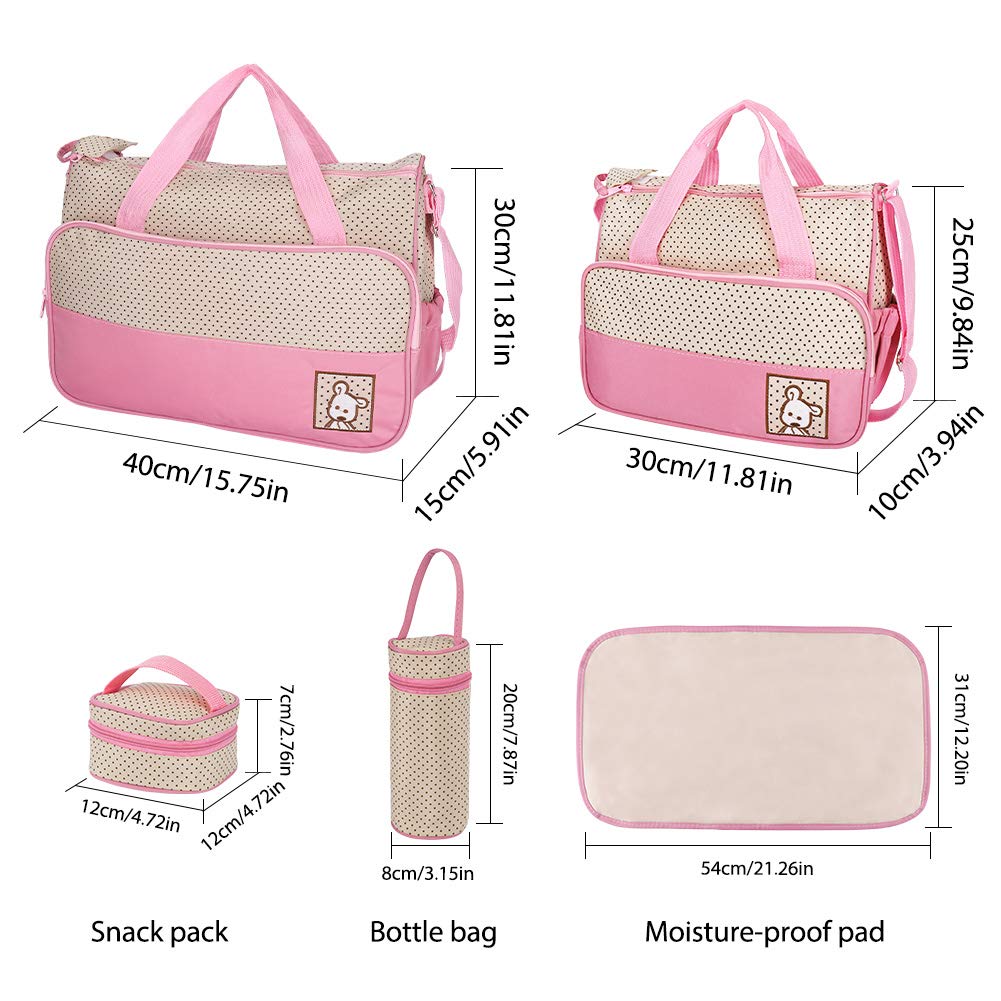 30cm/11.81in
40cm/15.75in
15cm/5.91in
25cm/9.84in
30cm/11.81in
10cm/3.94in
7cm/2.76in
12cm/4.72in
12cm/4.72in
20cm/7.87in
8cm/3.15in
31cm/12.20in
54cm/21.26in
Snack pack
Bottle bag
Moisture-proof pad